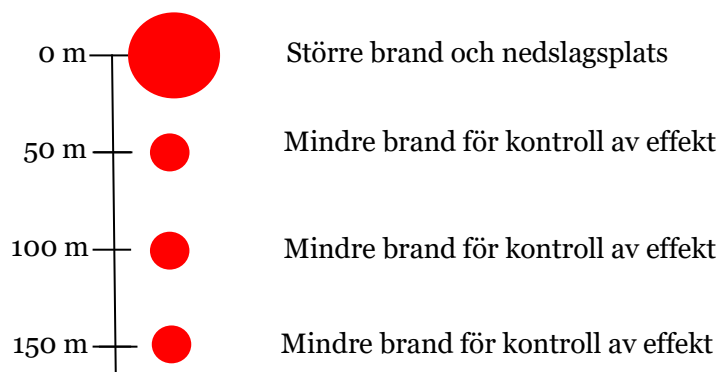 0 m Större brand och nedslagsplats
50 m Mindre brand för kontroll av effekt
100 m Mindre brand för kontroll av effekt
150 m Mindre brand för kontroll av effekt